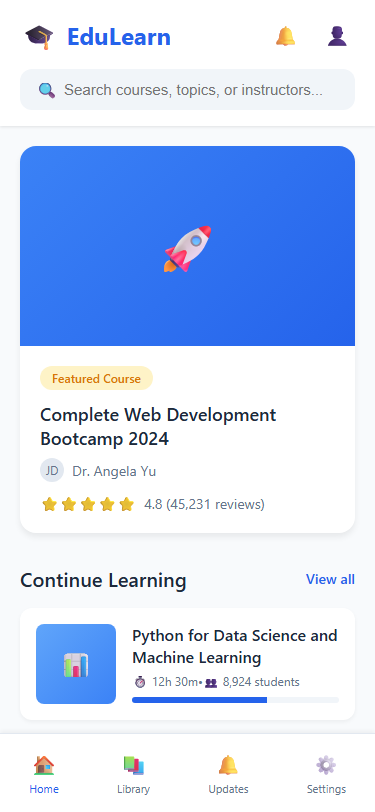 EduLearn
Search courses, topics, or instructors...
Featured Course
Complete Web Development
Bootcamp 2024
JD Dr. Angela Yu
4.8 (45,231 reviews)
Continue Learning View all
Python for Data Science and
Machine Learning
12h 30m• 8,924 students
Home Library Updates Settings